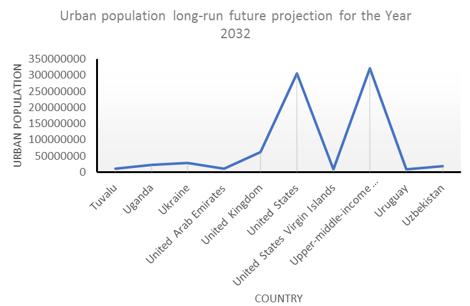 Urban population long-run future projection for the Year
2032
350000000
300000000
250000000
200000000
150000000
100000000
50000000
0
URBAN POPULATION
Tuvalu
Uganda
Ukraine
United Arab Emirates
United Kingdom
United States
United States Virgin Islands
Upper-middle-income ...
Uruguay
Uzbekistan
COUNTRY